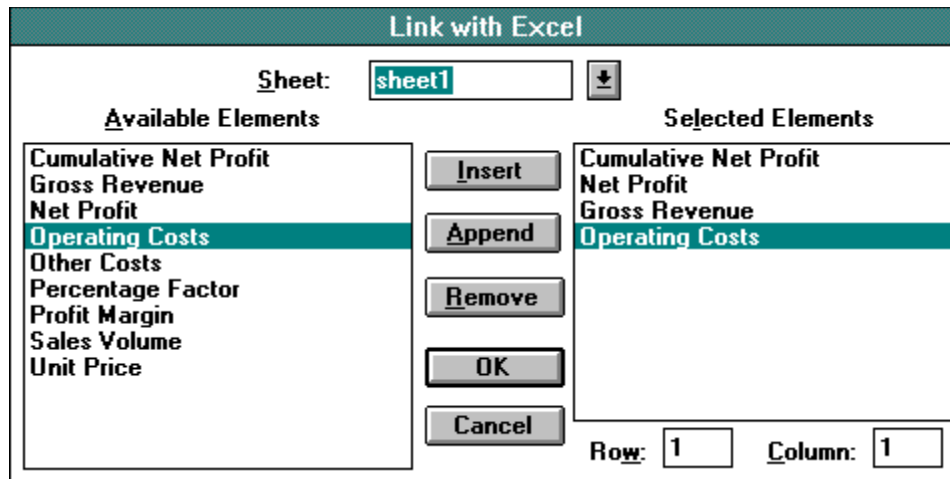 Link with Excel
Sheet: sheet1
Available Elements
Cumulative Net Profit
Gross Revenue
Net Profit
Operating Costs
Other Costs
Percentage Factor
Profit Margin
Sales Volume
Unit Price
Insert
Append
Remove
OK
Cancel
Selected Elements
Cumulative Net Profit
Net Profit
Gross Revenue
Operating Costs
Row: 1 Column: 1